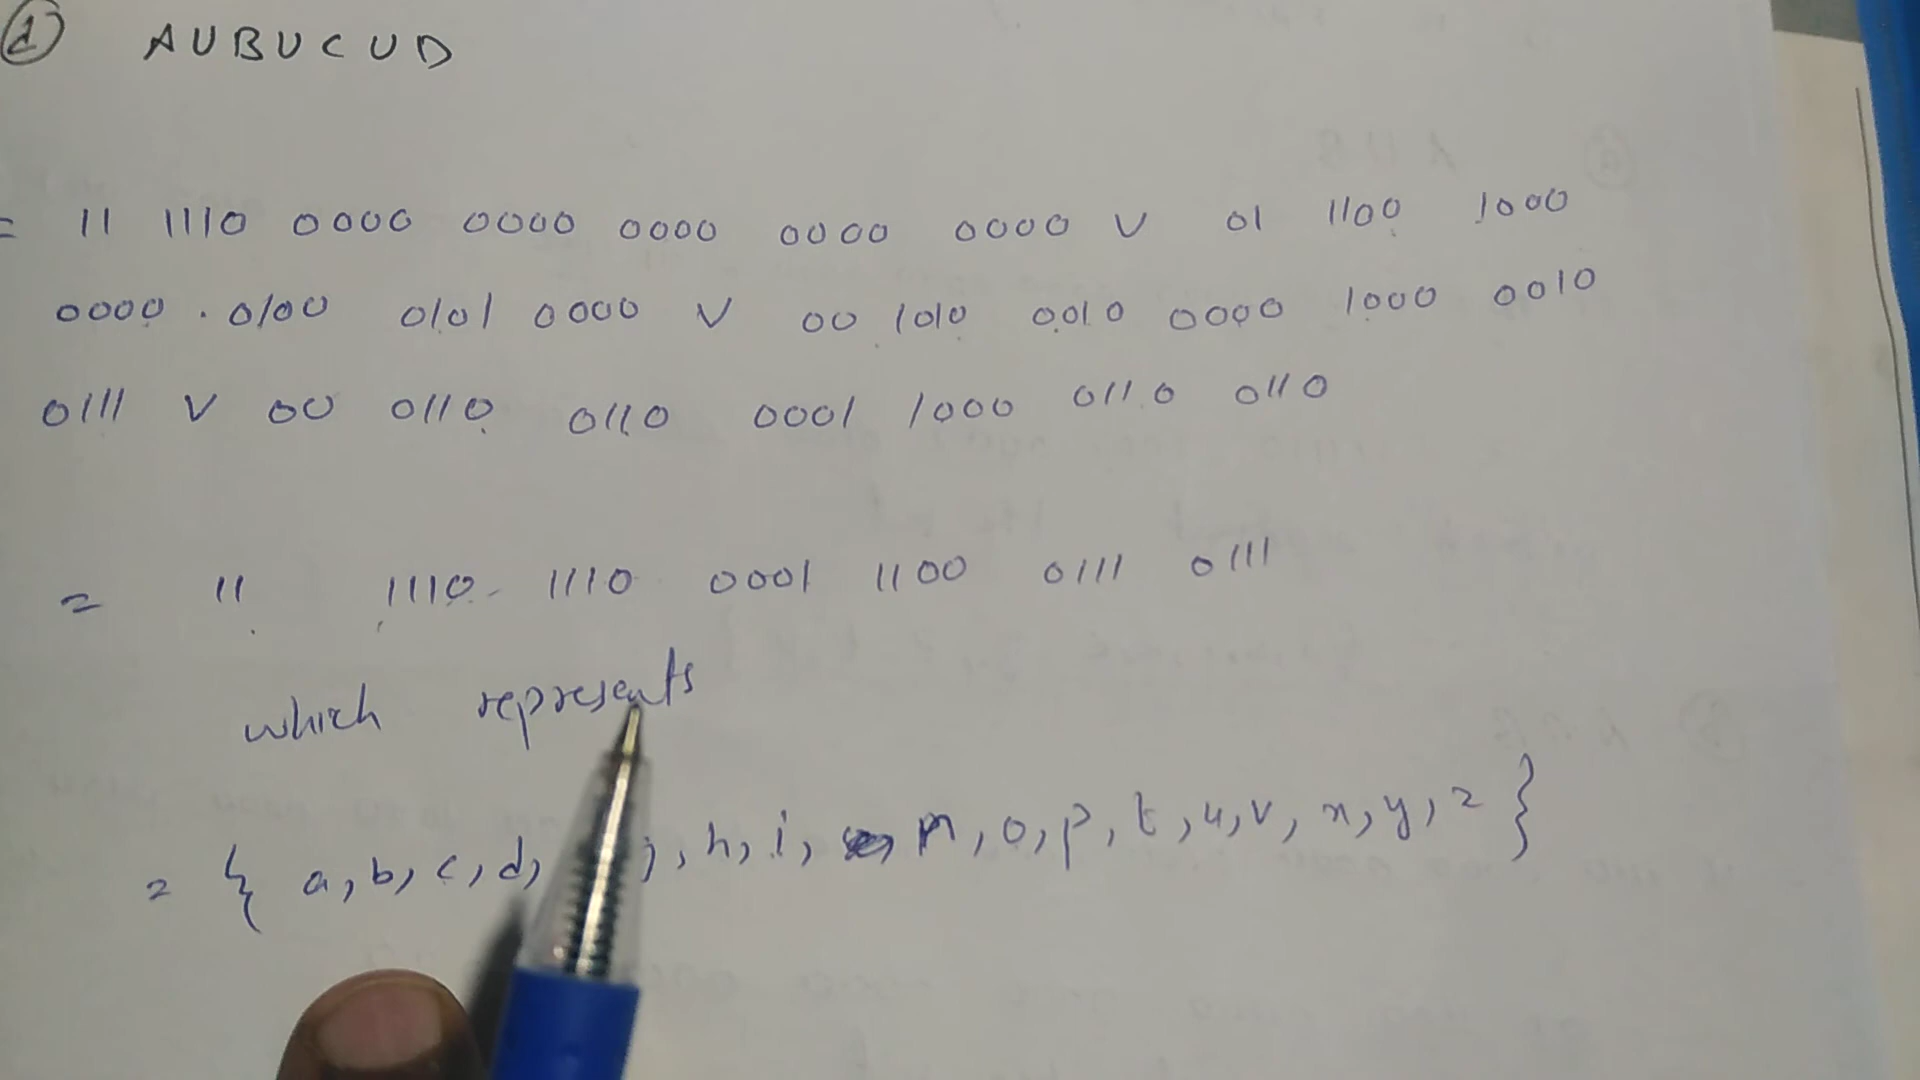 d AUBUCUD
= 11 1110 0000 0000 0000 0000 0000 V 01 1100 1000
0000 0100 0101 0000 V 00 1010 0010 0000 1000 0010
0111 V 00 0110 0110 0001 1000 0110 0110
= 11 1110 1110 0001 1100 0111 0111
which represents
= { a, b, c, d, j, h, i, n, o, p, t, u, v, x, y, z }